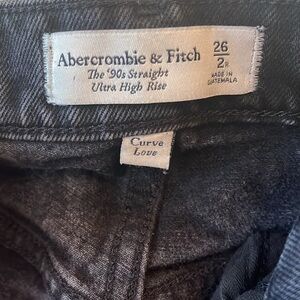 Abercrombie & Fitch
The '90s Straight
Ultra High Rise
26
2R
MADE IN
GUATEMALA
Curve
Love